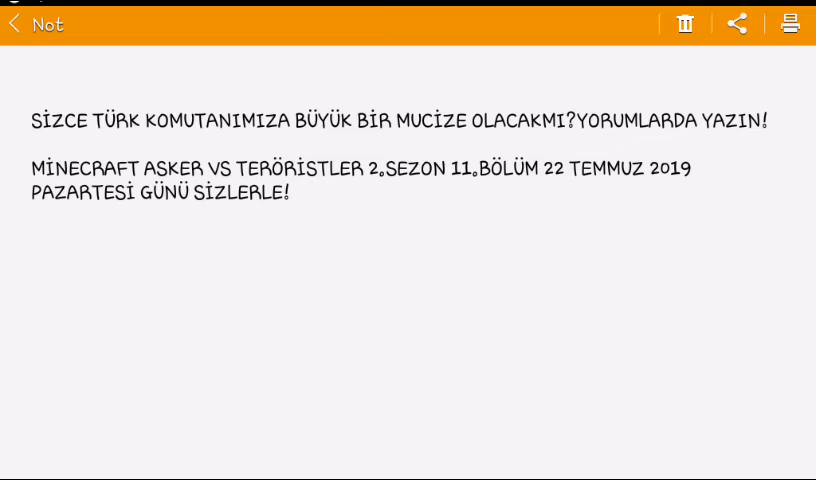 Not
SİZCE TÜRK KOMUTANIMIZA BÜYÜK BİR MUCİZE OLACAKMI?YORUMLARDA YAZIN!
MİNECRAFT ASKER VS TERÖRİSTLER 2.SEZON 11.BÖLÜM 22 TEMMUZ 2019
PAZARTESİ GÜNÜ SİZLERLE!